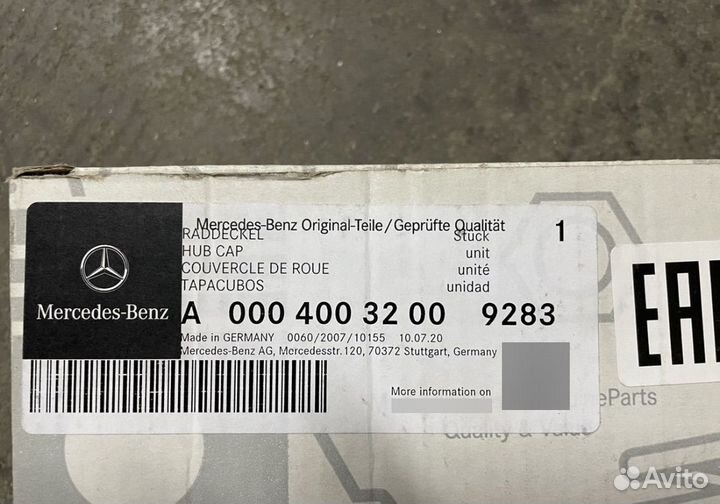 Mercedes-Benz Original-Teile/Geprüfte Qualität
RADDECKEL Stück 1
HUB CAP unit
COUVERCLE DE ROUE unité
TAPACUBOS unidad
Mercedes-Benz
A 000 400 32 00 9283
Made in GERMANY 0060/2007/10155 10.07.20
Mercedes-Benz AG, Mercedesstr.120, 70372 Stuttgart, Germany
More information on
EAC
Parts
Quality & Value
Avito